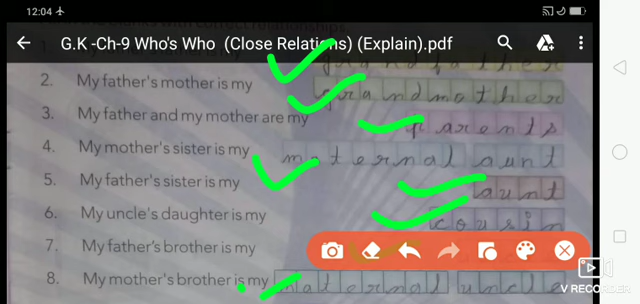 12:04
G.K -Ch-9 Who's Who (Close Relations) (Explain).pdf
1. grandfather
2. My father's mother is my grandmother
3. My father and my mother are my parents
4. My mother's sister is my maternal aunt
5. My father's sister is my aunt
6. My uncle's daughter is my cousin
7. My father's brother is my
8. My mother's brother is my maternal uncle
V RECORDER